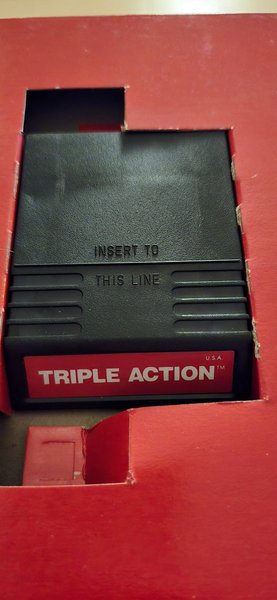 INSERT TO
THIS LINE
U.S.A.
TRIPLE ACTION™